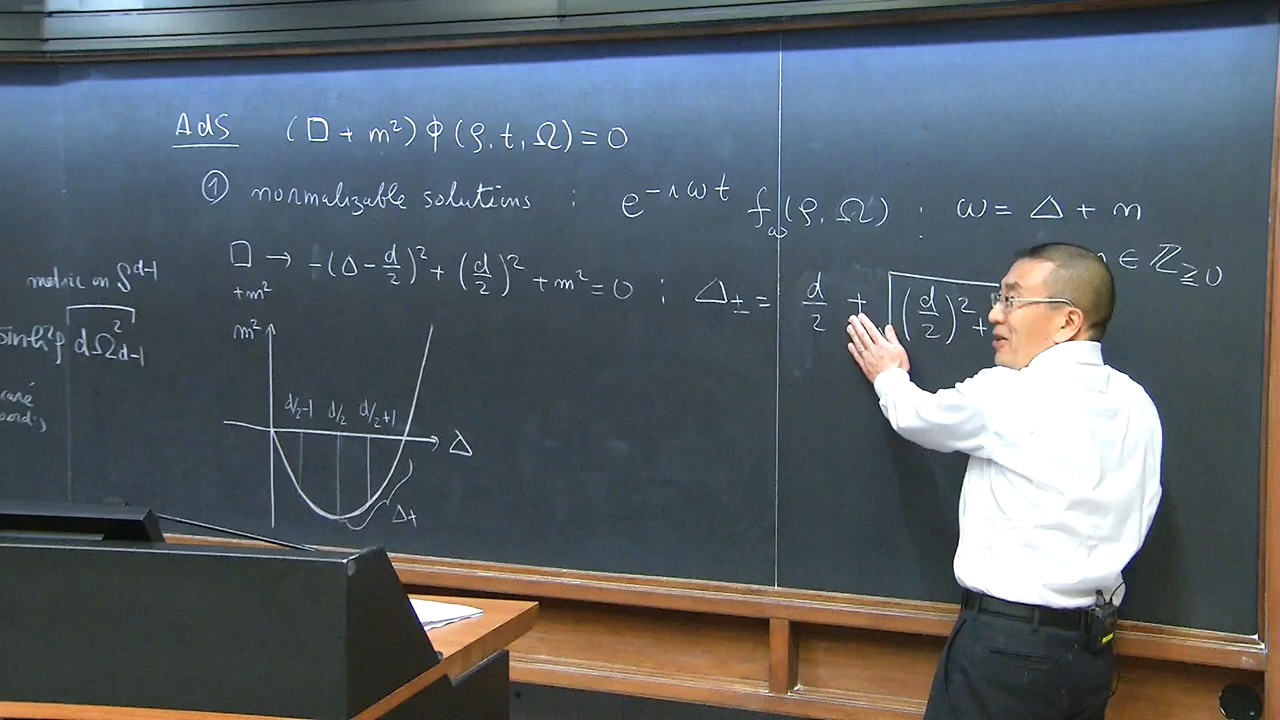 AdS (□ + m²) ϕ (ρ, t, Ω) = 0
① normalizable solutions : e^{-iωt} f_ω(ρ, Ω) : ω = Δ + n
n ∈ ℤ_{≥0}
□ + m² → -(Δ - d/2)² + (d/2)² + m² = 0 ; Δ± = d/2 ± √(d/2)² +
metric on S^{d-1}
sinh²ρ dΩ²_{d-1}
m²
d/2-1 d/2 d/2+1
Δ
Δ+